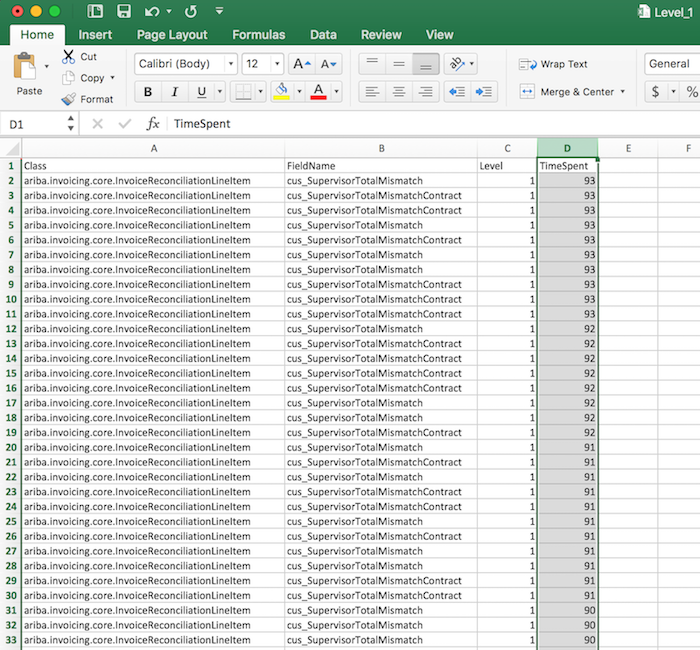 Level_1
Home Insert Page Layout Formulas Data Review View
Cut
Calibri (Body) 12 A A Wrap Text General
Copy
Paste Format B I U A Merge & Center $ %
D1 fx TimeSpent
A B C D E F
1 Class FieldName Level TimeSpent
2 ariba.invoicing.core.InvoiceReconciliationLineItem cus_SupervisorTotalMismatch 1 93
3 ariba.invoicing.core.InvoiceReconciliationLineItem cus_SupervisorTotalMismatchContract 1 93
4 ariba.invoicing.core.InvoiceReconciliationLineItem cus_SupervisorTotalMismatchContract 1 93
5 ariba.invoicing.core.InvoiceReconciliationLineItem cus_SupervisorTotalMismatch 1 93
6 ariba.invoicing.core.InvoiceReconciliationLineItem cus_SupervisorTotalMismatchContract 1 93
7 ariba.invoicing.core.InvoiceReconciliationLineItem cus_SupervisorTotalMismatch 1 93
8 ariba.invoicing.core.InvoiceReconciliationLineItem cus_SupervisorTotalMismatch 1 93
9 ariba.invoicing.core.InvoiceReconciliationLineItem cus_SupervisorTotalMismatchContract 1 93
10 ariba.invoicing.core.InvoiceReconciliationLineItem cus_SupervisorTotalMismatchContract 1 93
11 ariba.invoicing.core.InvoiceReconciliationLineItem cus_SupervisorTotalMismatchContract 1 93
12 ariba.invoicing.core.InvoiceReconciliationLineItem cus_SupervisorTotalMismatch 1 92
13 ariba.invoicing.core.InvoiceReconciliationLineItem cus_SupervisorTotalMismatchContract 1 92
14 ariba.invoicing.core.InvoiceReconciliationLineItem cus_SupervisorTotalMismatchContract 1 92
15 ariba.invoicing.core.InvoiceReconciliationLineItem cus_SupervisorTotalMismatchContract 1 92
16 ariba.invoicing.core.InvoiceReconciliationLineItem cus_SupervisorTotalMismatchContract 1 92
17 ariba.invoicing.core.InvoiceReconciliationLineItem cus_SupervisorTotalMismatch 1 92
18 ariba.invoicing.core.InvoiceReconciliationLineItem cus_SupervisorTotalMismatch 1 92
19 ariba.invoicing.core.InvoiceReconciliationLineItem cus_SupervisorTotalMismatchContract 1 92
20 ariba.invoicing.core.InvoiceReconciliationLineItem cus_SupervisorTotalMismatch 1 91
21 ariba.invoicing.core.InvoiceReconciliationLineItem cus_SupervisorTotalMismatchContract 1 91
22 ariba.invoicing.core.InvoiceReconciliationLineItem cus_SupervisorTotalMismatch 1 91
23 ariba.invoicing.core.InvoiceReconciliationLineItem cus_SupervisorTotalMismatchContract 1 91
24 ariba.invoicing.core.InvoiceReconciliationLineItem cus_SupervisorTotalMismatchContract 1 91
25 ariba.invoicing.core.InvoiceReconciliationLineItem cus_SupervisorTotalMismatch 1 91
26 ariba.invoicing.core.InvoiceReconciliationLineItem cus_SupervisorTotalMismatchContract 1 91
27 ariba.invoicing.core.InvoiceReconciliationLineItem cus_SupervisorTotalMismatch 1 91
28 ariba.invoicing.core.InvoiceReconciliationLineItem cus_SupervisorTotalMismatch 1 91
29 ariba.invoicing.core.InvoiceReconciliationLineItem cus_SupervisorTotalMismatchContract 1 91
30 ariba.invoicing.core.InvoiceReconciliationLineItem cus_SupervisorTotalMismatchContract 1 91
31 ariba.invoicing.core.InvoiceReconciliationLineItem cus_SupervisorTotalMismatch 1 90
32 ariba.invoicing.core.InvoiceReconciliationLineItem cus_SupervisorTotalMismatch 1 90
33 ariba.invoicing.core.InvoiceReconciliationLineItem cus_SupervisorTotalMismatch 1 90